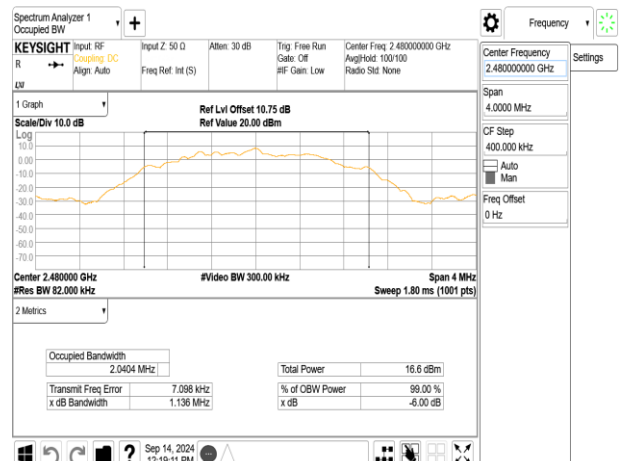 Spectrum Analyzer 1
Occupied BW
Frequency
KEYSIGHT
R
LXI
Input: RF
Coupling: DC
Align: Auto
Input Z: 50 Ω
Freq Ref: Int (S)
Atten: 30 dB
Trig: Free Run
Gate: Off
#IF Gain: Low
Center Freq: 2.480000000 GHz
Avg|Hold: 100/100
Radio Std: None
Center Frequency
2.480000000 GHz
Settings
Span
4.0000 MHz
CF Step
400.000 kHz
Auto
Man
Freq Offset
0 Hz
1 Graph
Scale/Div 10.0 dB
Ref Lvl Offset 10.75 dB
Ref Value 20.00 dBm
Log
10.0
0.00
-10.0
-20.0
-30.0
-40.0
-50.0
-60.0
-70.0
Center 2.480000 GHz
#Video BW 300.00 kHz
Span 4 MHz
#Res BW 82.000 kHz
Sweep 1.80 ms (1001 pts)
2 Metrics
Occupied Bandwidth
2.0404 MHz
Total Power 16.6 dBm
Transmit Freq Error 7.098 kHz
% of OBW Power 99.00 %
x dB Bandwidth 1.136 MHz
x dB -6.00 dB
?
Sep 14, 2024
12:19:11 PM